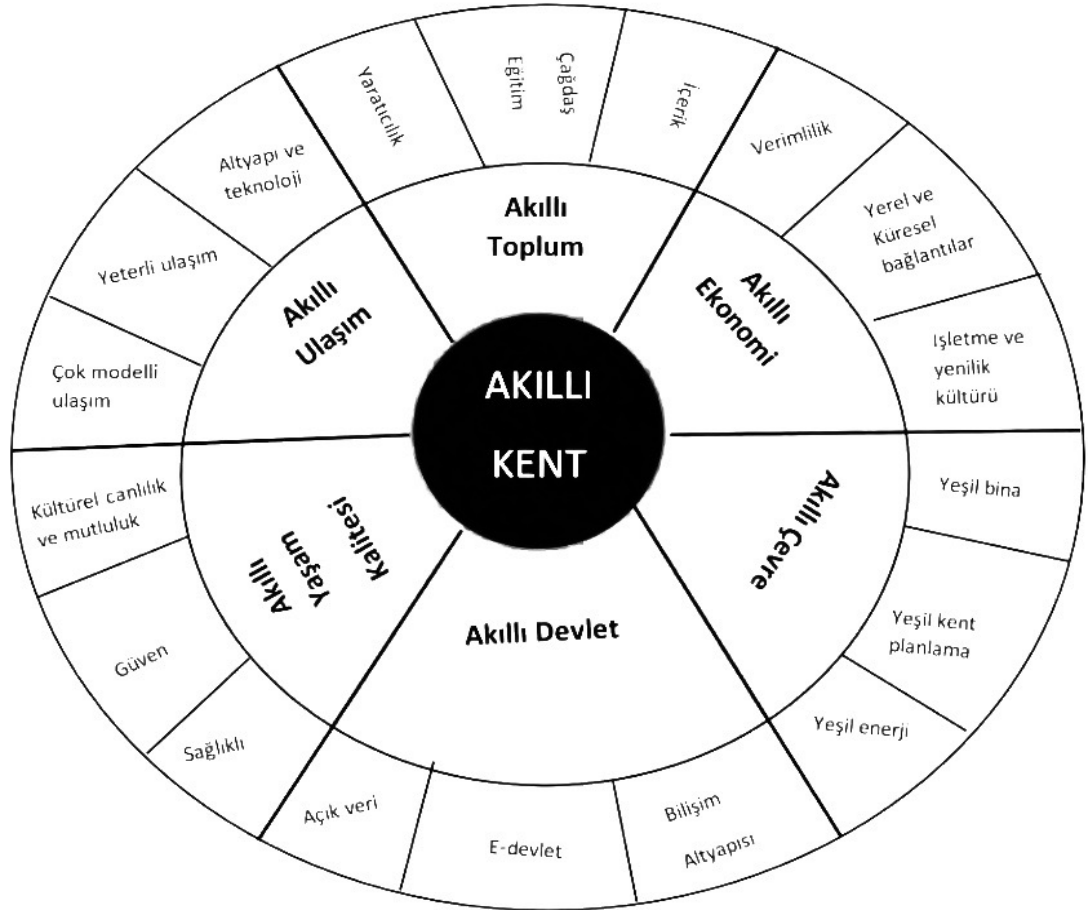 AKILLI
KENT
Akıllı
Toplum
Yaratıcılık
Çağdaş
Eğitim
İçerik
Akıllı
Ekonomi
Verimlilik
Yerel ve
Küresel
bağlantılar
Işletme ve
yenilik
kültürü
Akıllı Çevre
Yeşil bina
Yeşil kent
planlama
Yeşil enerji
Akıllı Devlet
Bilişim
Altyapısı
E-devlet
Açık veri
Akıllı
Yaşam
Kalitesi
Sağlıklı
Güven
Kültürel canlılık
ve mutluluk
Akıllı
Ulaşım
Çok modelli
ulaşım
Yeterli ulaşım
Altyapı ve
teknoloji